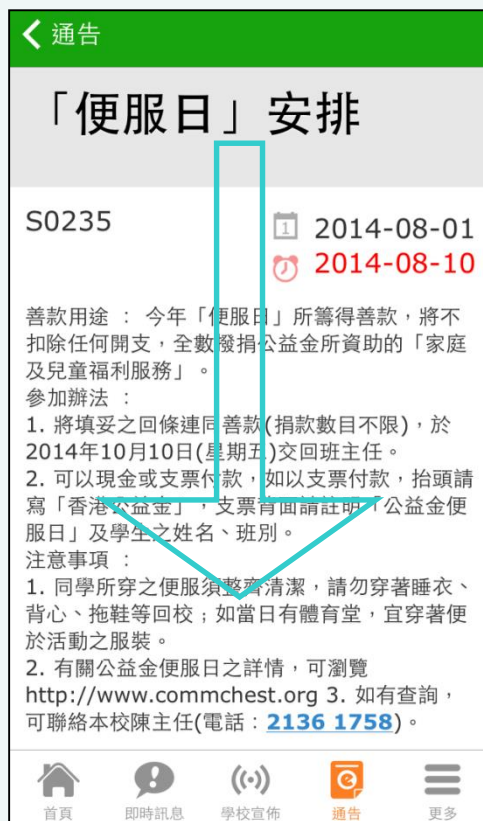 通告
「便服日」安排
S0235
1 2014-08-01
2014-08-10
善款用途 ： 今年「便服日」所籌得善款，將不
扣除任何開支，全數撥捐公益金所資助的「家庭
及兒童福利服務」。
參加辦法 ：
1. 將填妥之回條連同善款(捐款數目不限)，於
2014年10月10日(星期五)交回班主任。
2. 可以現金或支票付款，如以支票付款，抬頭請
寫「香港公益金」，支票背面請註明「公益金便
服日」及學生之姓名、班別。
注意事項 ：
1. 同學所穿之便服須整齊清潔，請勿穿著睡衣、
背心、拖鞋等回校；如當日有體育堂，宜穿著便
於活動之服裝。
2. 有關公益金便服日之詳情，可瀏覽
http://www.commchest.org 3. 如有查詢，
可聯絡本校陳主任(電話：2136 1758)。
首頁 即時訊息 學校宣佈 通告 更多